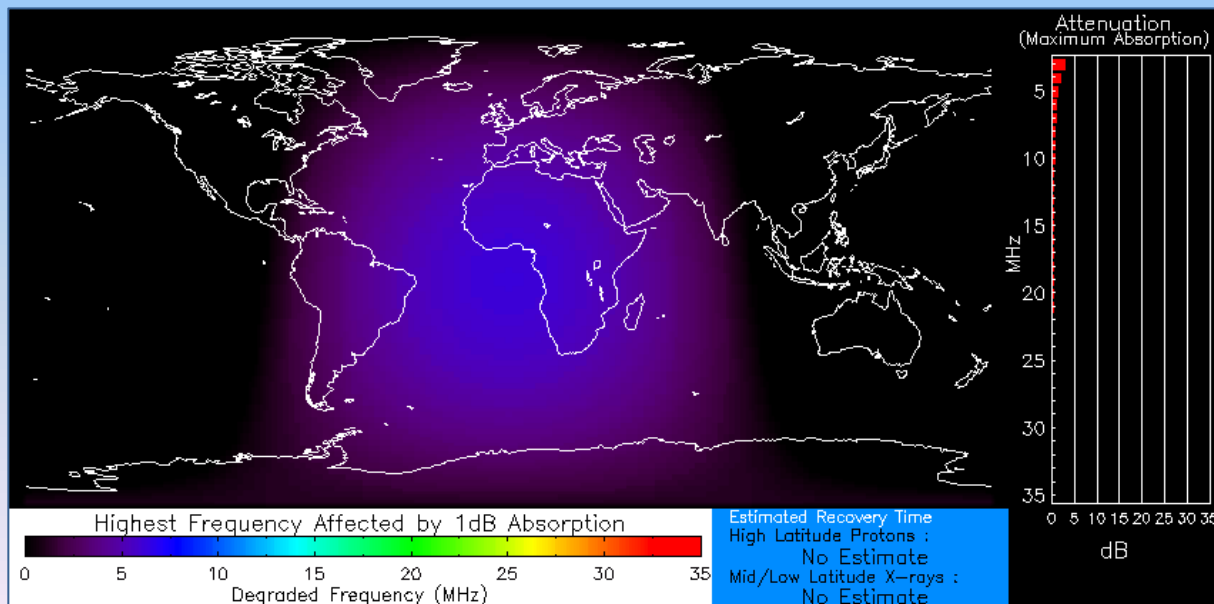 Attenuation
(Maximum Absorption)
5
10
15
20
25
30
35
MHz
0 5 10 15 20 25 30 35
dB
Highest Frequency Affected by 1dB Absorption
0 5 10 15 20 25 30 35
Degraded Frequency (MHz)
Estimated Recovery Time
High Latitude Protons :
No Estimate
Mid/Low Latitude X-rays :
No Estimate